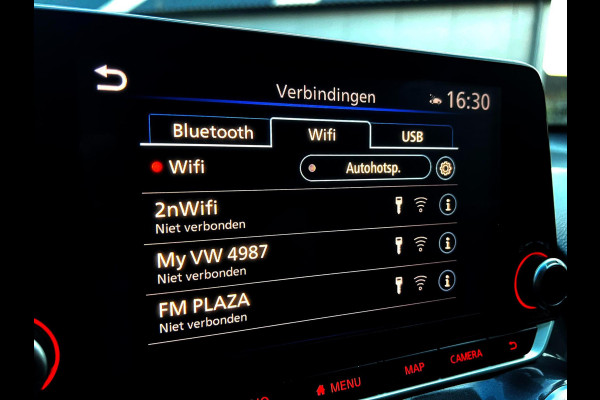 Verbindingen
16:30
Bluetooth Wifi USB
Wifi Autohotsp.
2nWifi
Niet verbonden
My VW 4987
Niet verbonden
FM PLAZA
Niet verbonden
MENU MAP CAMERA